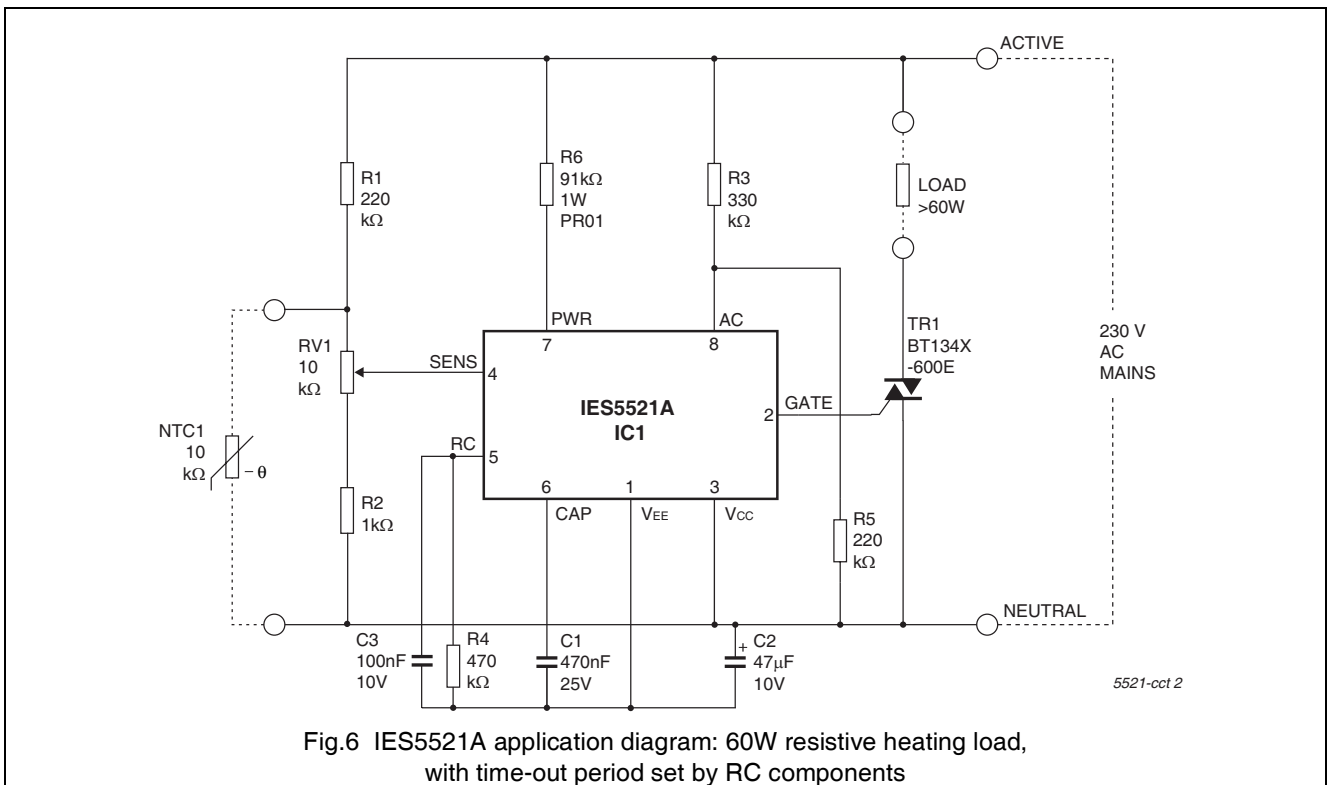 ACTIVE
R1
220
kΩ
R6
91kΩ
1W
PR01
R3
330
kΩ
LOAD
>60W
PWR
7
AC
8
TR1
BT134X
-600E
230 V
AC
MAINS
RV1
10
kΩ
SENS
4
IES5521A
IC1
2
GATE
NTC1
10
kΩ
– θ
RC
5
6
CAP
1
VEE
3
VCC
R2
1kΩ
R5
220
kΩ
NEUTRAL
C3
100nF
10V
R4
470
kΩ
C1
470nF
25V
+
C2
47µF
10V
5521-cct 2
Fig.6 IES5521A application diagram: 60W resistive heating load,
with time-out period set by RC components